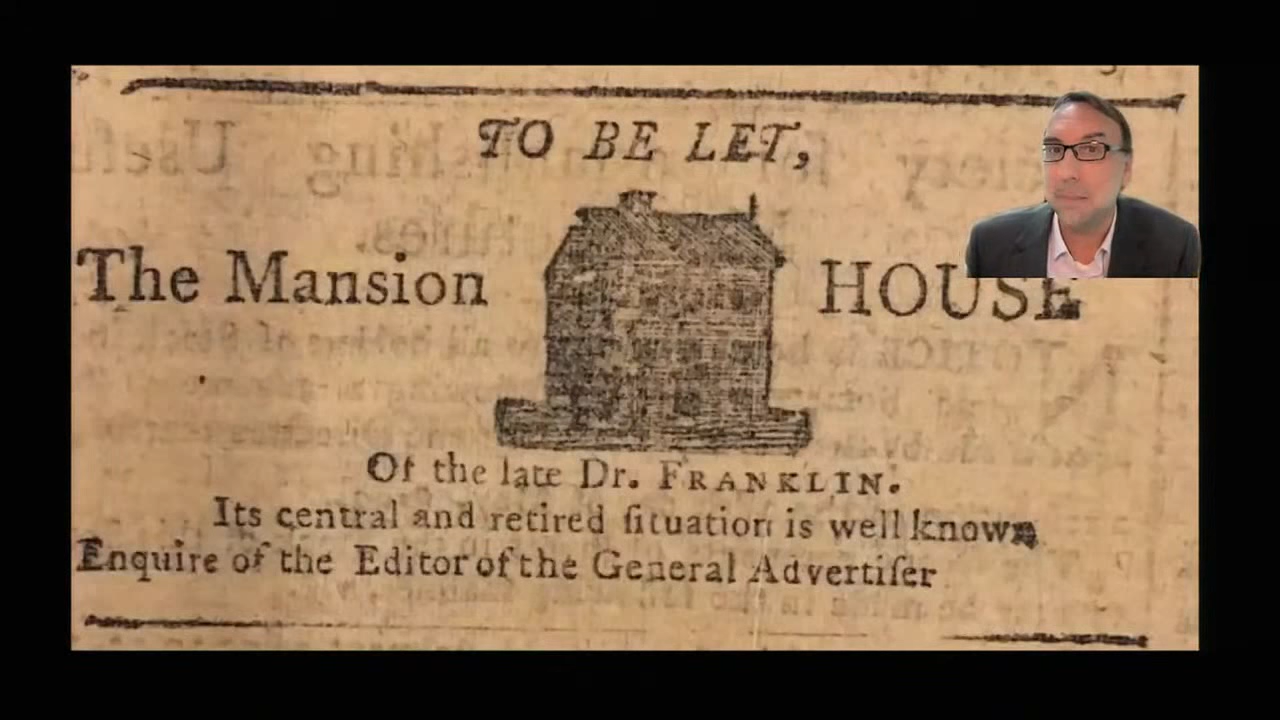 TO BE LET,
The Mansion HOUSE
Of the late Dr. FRANKLIN.
Its central and retired ſituation is well known
Enquire of the Editor of the General Advertiſer